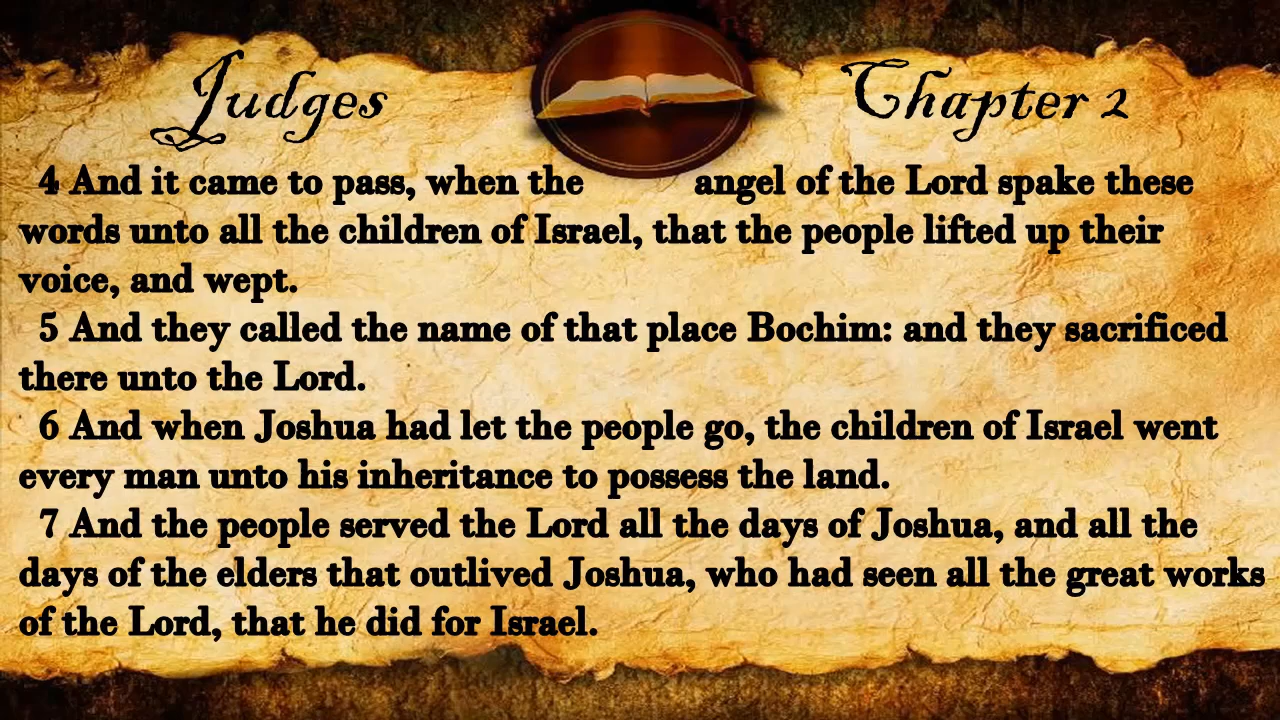 Judges Chapter 2
4 And it came to pass, when the angel of the Lord spake these
words unto all the children of Israel, that the people lifted up their
voice, and wept.
5 And they called the name of that place Bochim: and they sacrificed
there unto the Lord.
6 And when Joshua had let the people go, the children of Israel went
every man unto his inheritance to possess the land.
7 And the people served the Lord all the days of Joshua, and all the
days of the elders that outlived Joshua, who had seen all the great works
of the Lord, that he did for Israel.